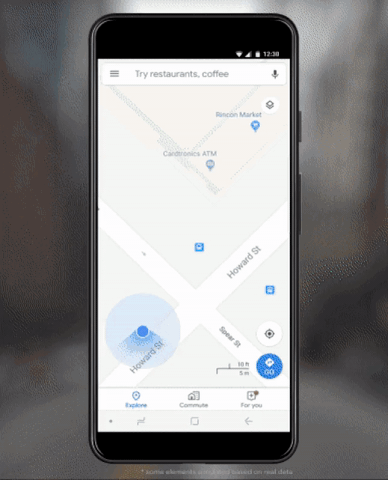 12:30
Try restaurants, coffee
Rincon Market
Cardtronics ATM
Howard St
Spear St
Howard St
10 ft
5 m
GO
Explore
Commute
For you
* some elements simulated based on real data